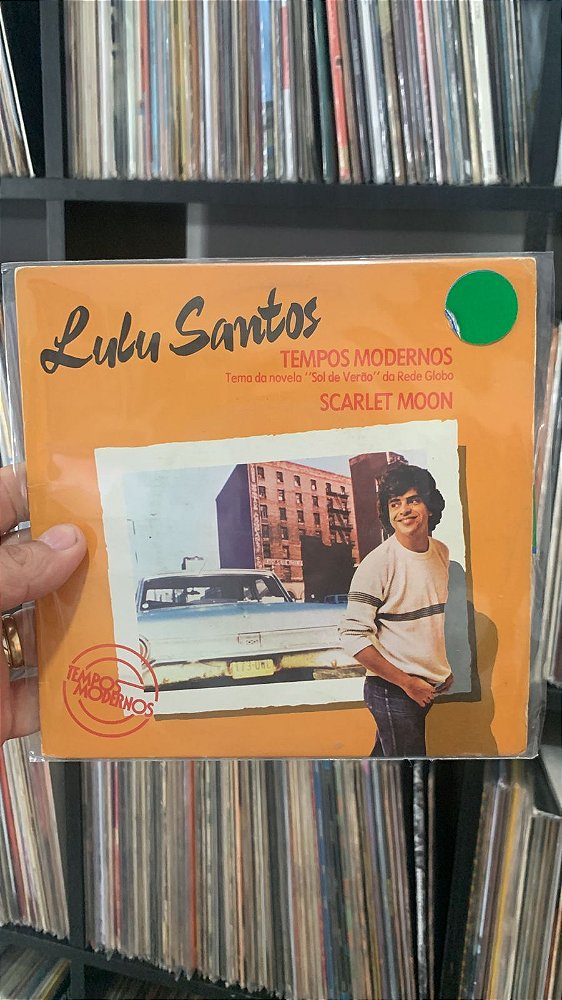 Lulu Santos
TEMPOS MODERNOS
Tema da novela "Sol de Verão" da Rede Globo
SCARLET MOON
TEMPOS
MODERNOS